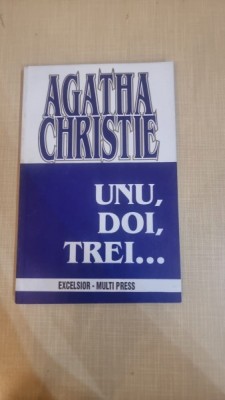 AGATHA
CHRISTIE
UNU,
DOI,
TREI...
EXCELSIOR - MULTI PRESS